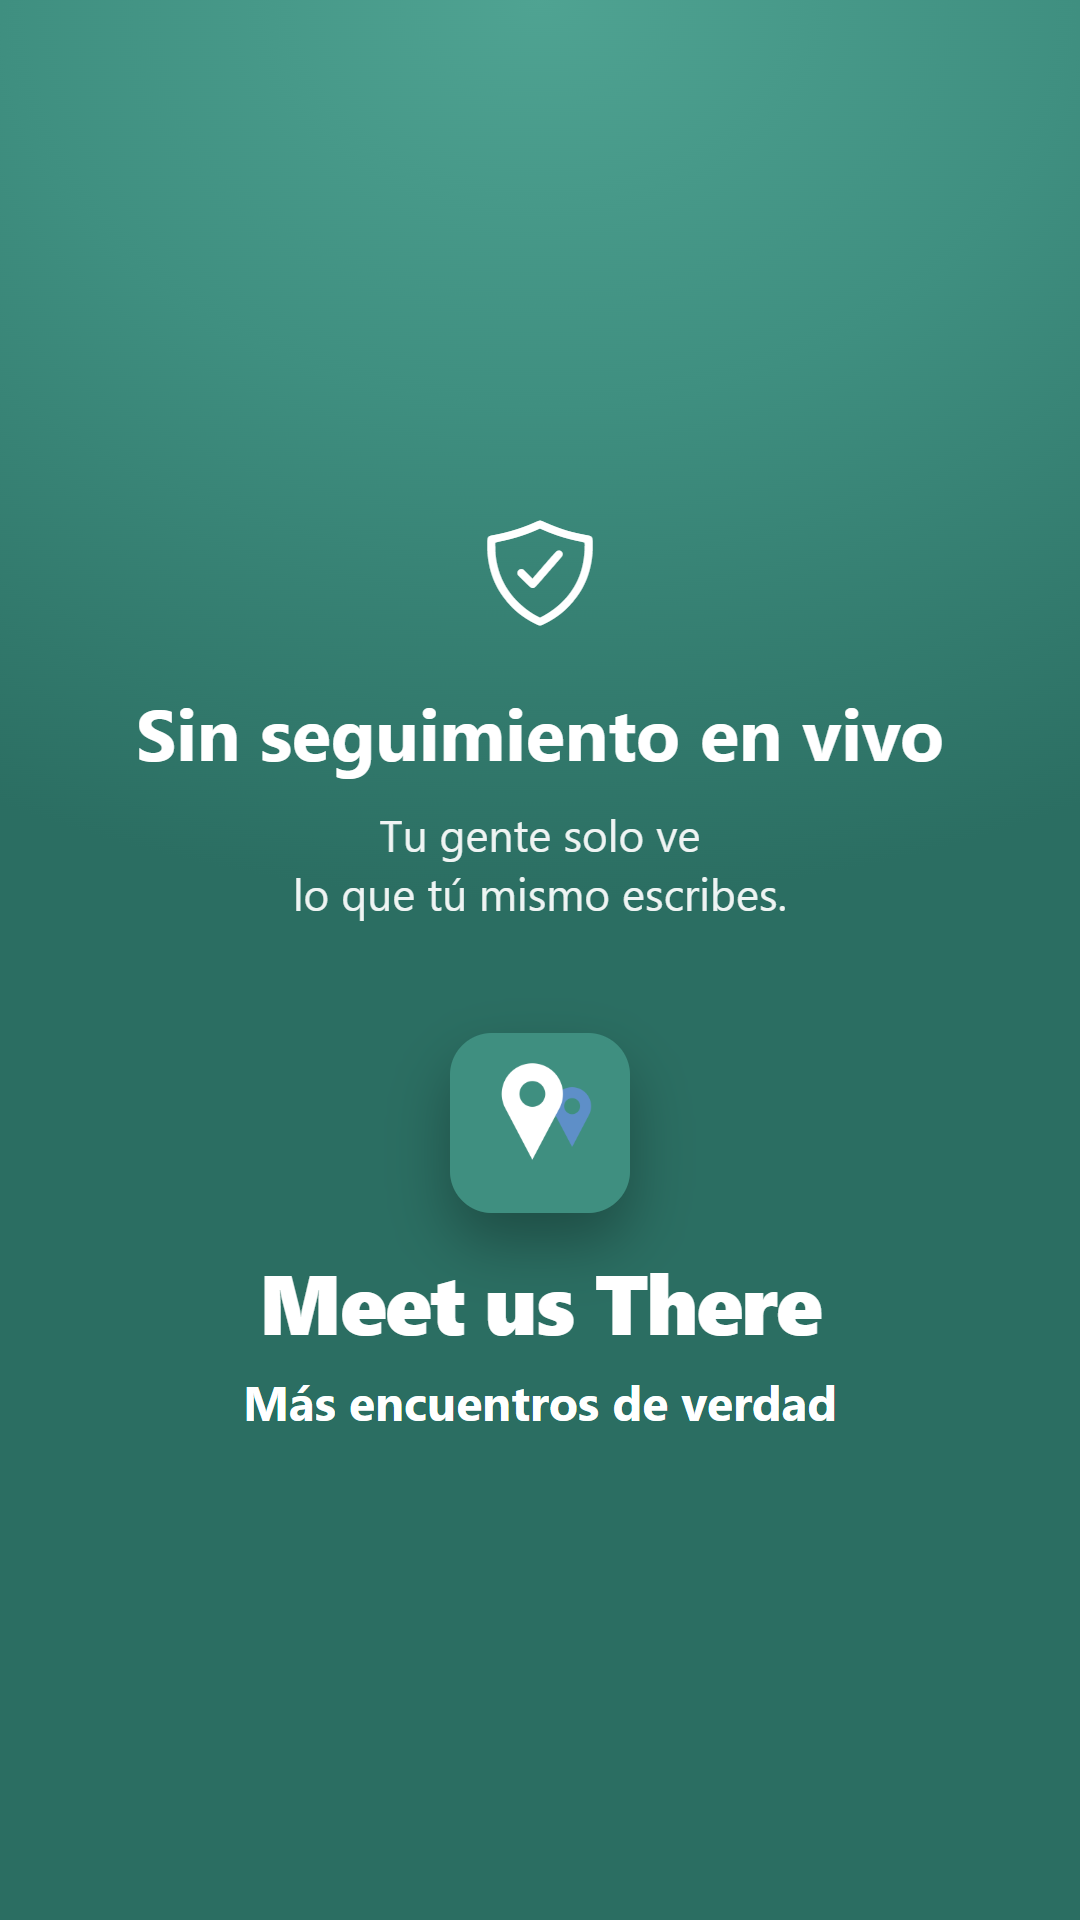 Sin seguimiento en vivo
Tu gente solo ve
lo que tú mismo escribes.
Meet us There
Más encuentros de verdad